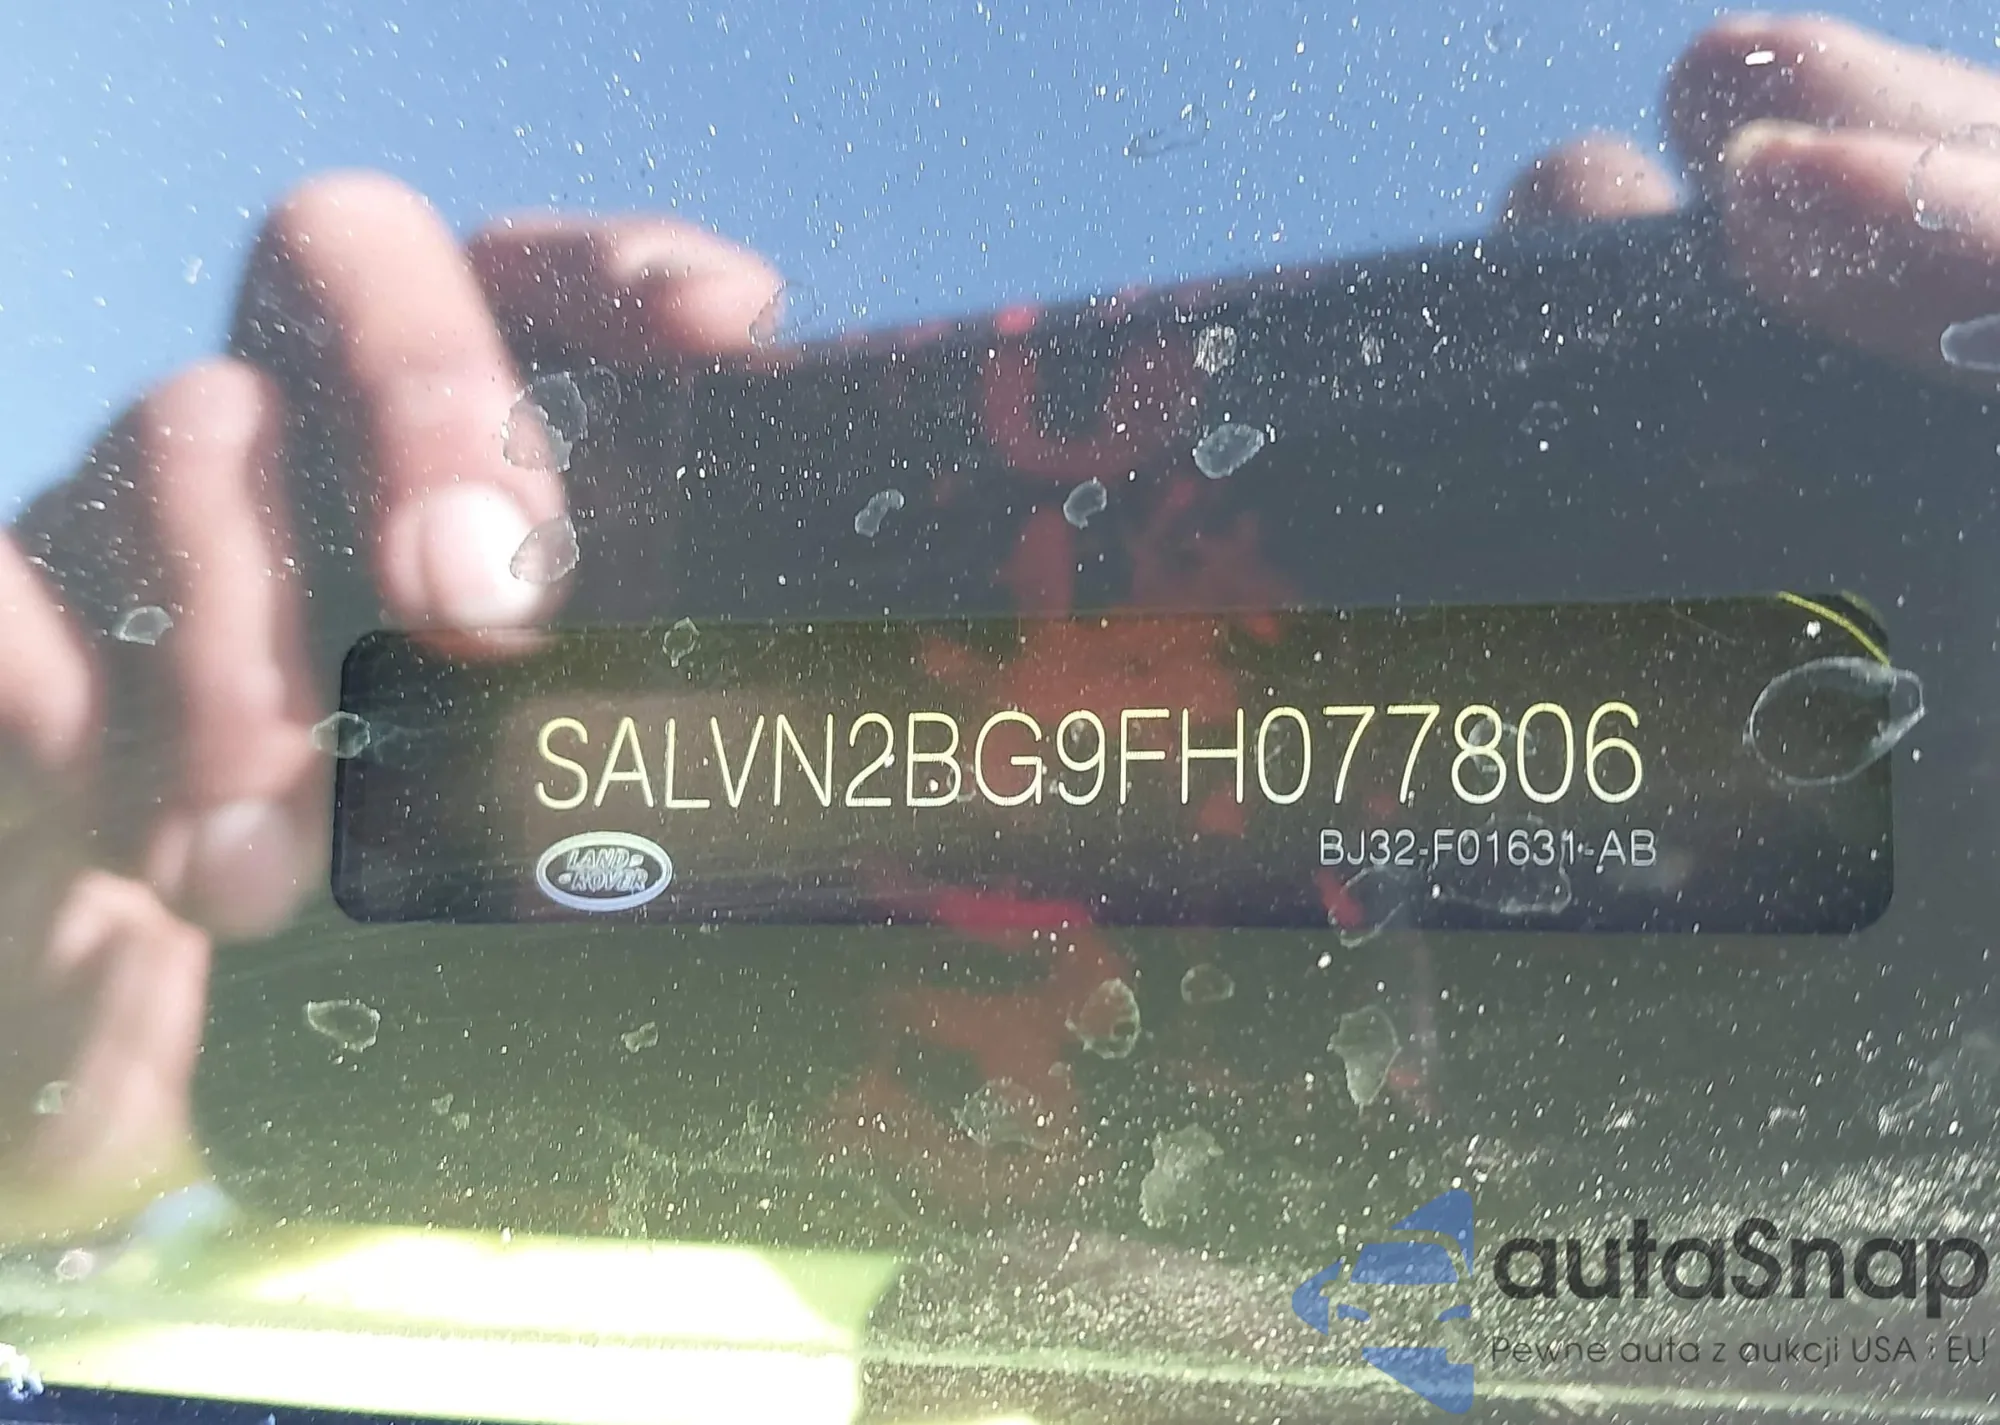 SALVN2BG9FH077806
LAND
ROVER
BJ32-F01631-AB
autaSnap
Pewne auta z aukcji USA i EU